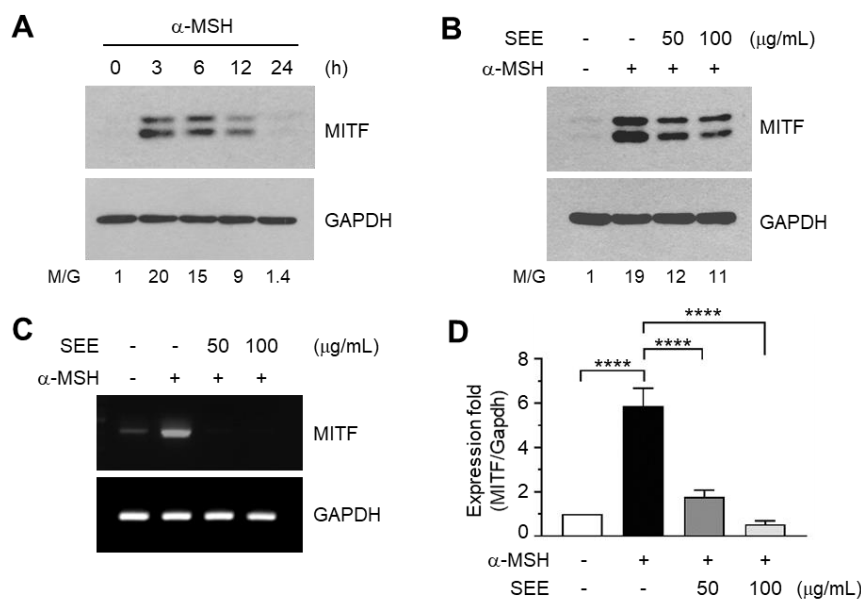 A
α-MSH
0 3 6 12 24 (h)
MITF
GAPDH
M/G 1 20 15 9 1.4
B
SEE - - 50 100 (μg/mL)
α-MSH - + + +
MITF
GAPDH
M/G 1 19 12 11
C
SEE - - 50 100 (μg/mL)
α-MSH - + + +
MITF
GAPDH
D
****
**** ****
Expression fold
(MITF/Gapdh)
8
6
4
2
0
α-MSH - + + +
SEE - - 50 100 (μg/mL)